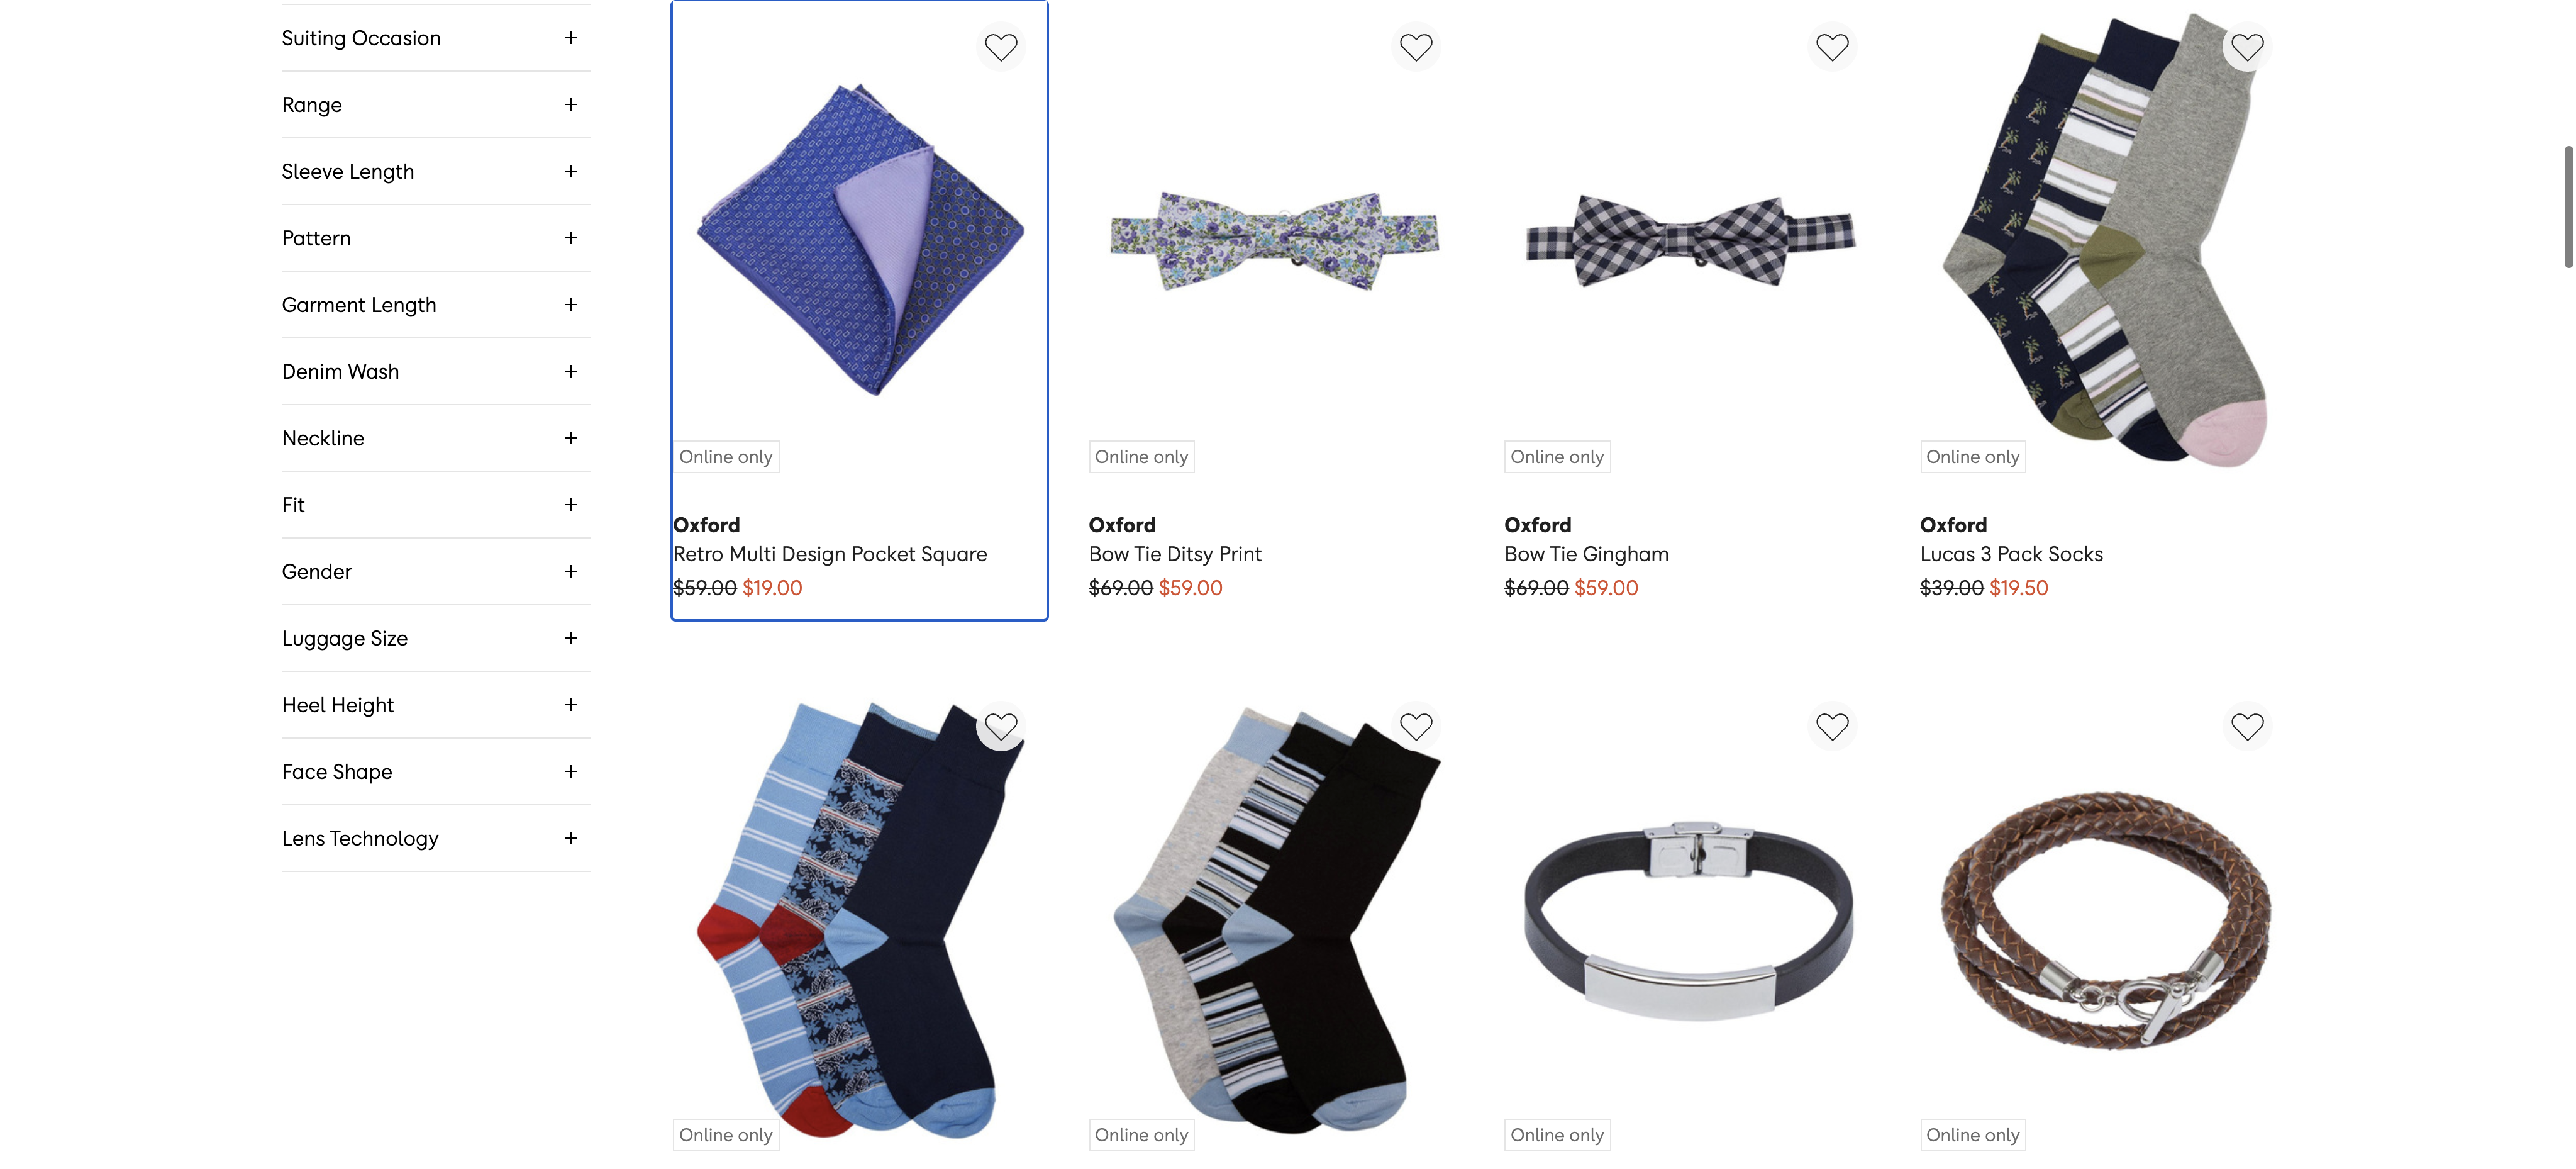 Suiting Occasion
Range
Sleeve Length
Pattern
Garment Length
Denim Wash
Neckline
Fit
Gender
Luggage Size
Heel Height
Face Shape
Lens Technology
Online only
Oxford
Retro Multi Design Pocket Square
$59.00 $19.00
Online only
Oxford
Bow Tie Ditsy Print
$69.00 $59.00
Online only
Oxford
Bow Tie Gingham
$69.00 $59.00
Online only
Oxford
Lucas 3 Pack Socks
$39.00 $19.50
Online only
Online only
Online only
Online only